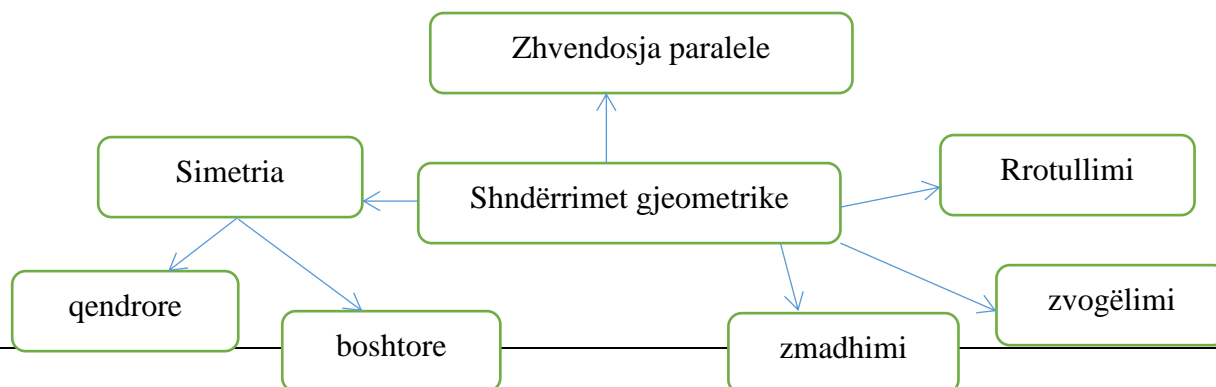 Zhvendosja paralele
Simetria
Shndërrimet gjeometrike
Rrotullimi
qendrore
boshtore
zmadhimi
zvogëlimi